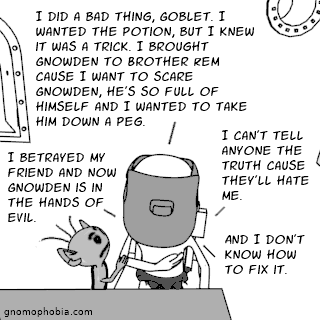 I DID A BAD THING, GOBLET. I
WANTED THE POTION, BUT I KNEW
IT WAS A TRICK. I BROUGHT
GNOWDEN TO BROTHER REM
CAUSE I WANT TO SCARE
GNOWDEN, HE'S SO FULL OF
HIMSELF AND I WANTED TO TAKE
HIM DOWN A PEG.
I BETRAYED MY
FRIEND AND NOW
GNOWDEN IS IN
THE HANDS OF
EVIL.
I CAN'T TELL
ANYONE THE
TRUTH CAUSE
THEY'LL HATE
ME.
AND I DON'T
KNOW HOW
TO FIX IT.
gnomophobia.com